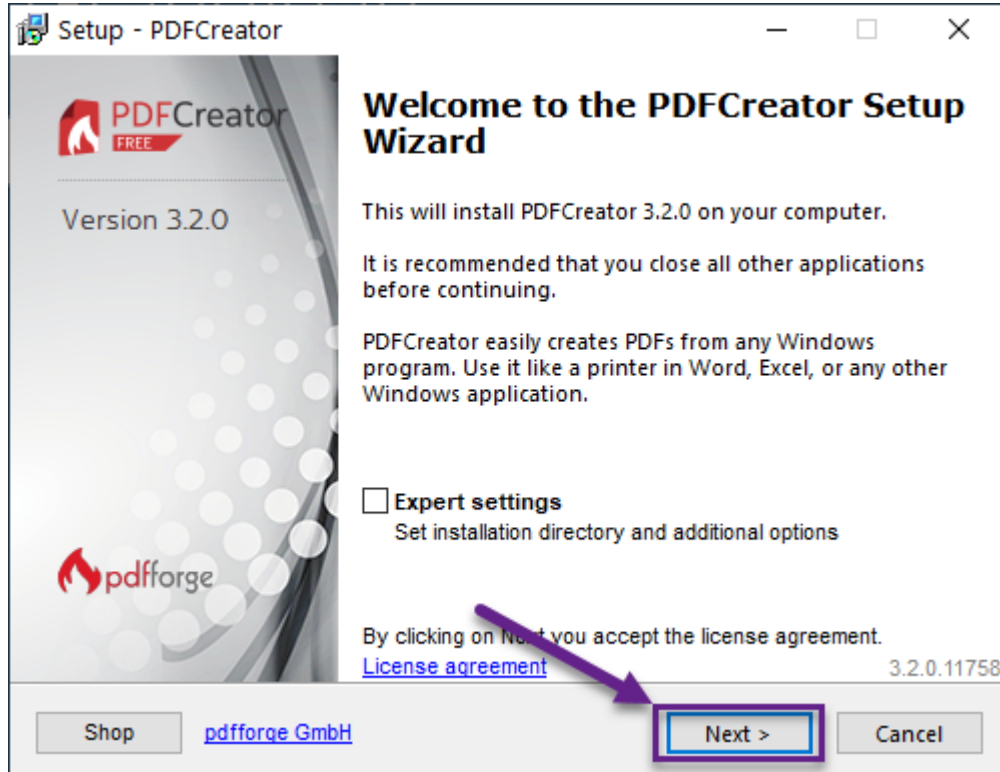 Setup - PDFCreator
PDFCreator
FREE
Version 3.2.0
pdfforge
Welcome to the PDFCreator Setup
Wizard
This will install PDFCreator 3.2.0 on your computer.
It is recommended that you close all other applications
before continuing.
PDFCreator easily creates PDFs from any Windows
program. Use it like a printer in Word, Excel, or any other
Windows application.
Expert settings
Set installation directory and additional options
By clicking on Next you accept the license agreement.
License agreement
3.2.0.11758
Shop
pdfforge GmbH
Next >
Cancel